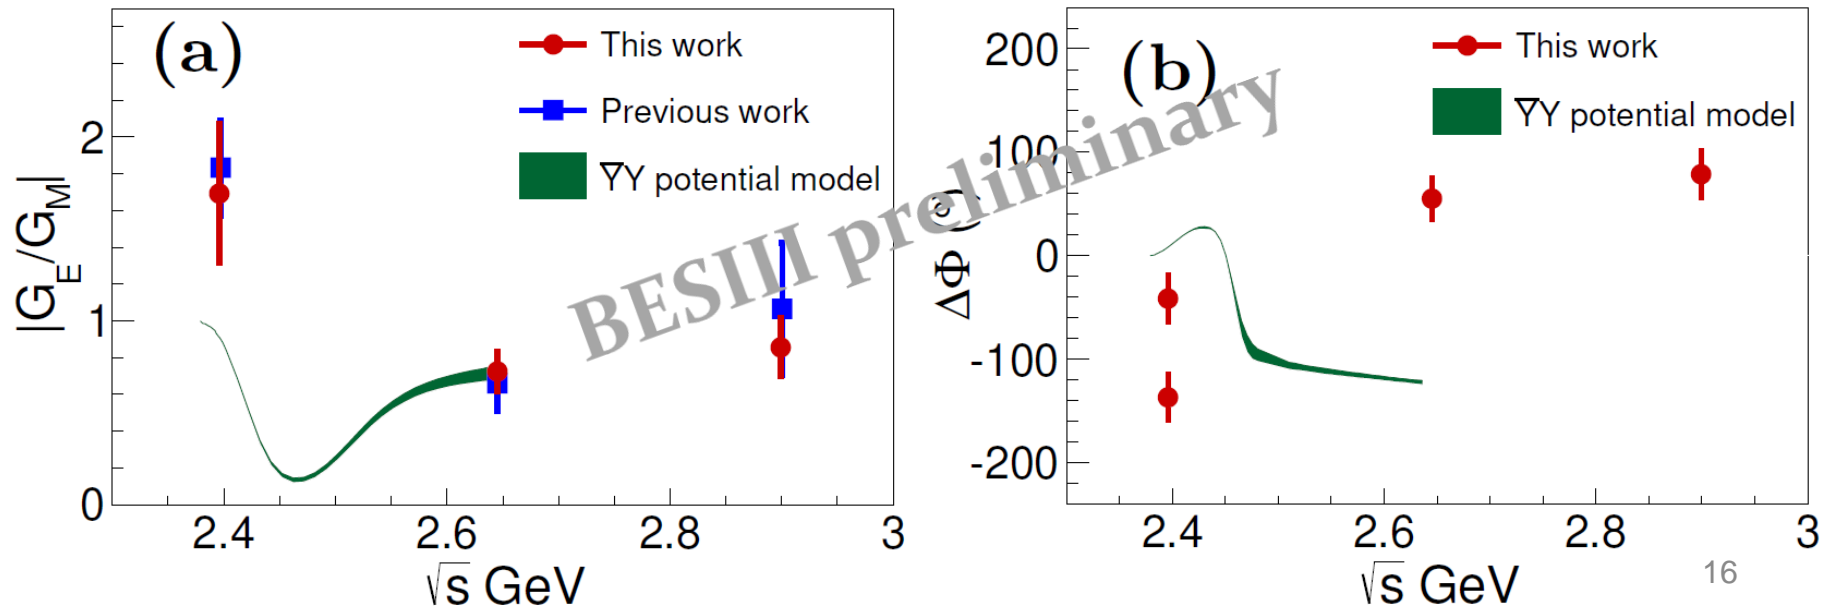 (a)
This work
Previous work
Y̅Y potential model
|G_E/G_M|
2
1
0
2.4 2.6 2.8 3
√s GeV
(b)
This work
Y̅Y potential model
ΔΦ (°)
200
100
0
-100
-200
2.4 2.6 2.8 3
√s GeV
BESIII preliminary
16